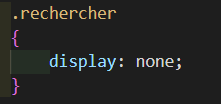 .rechercher
{
    display: none;
}